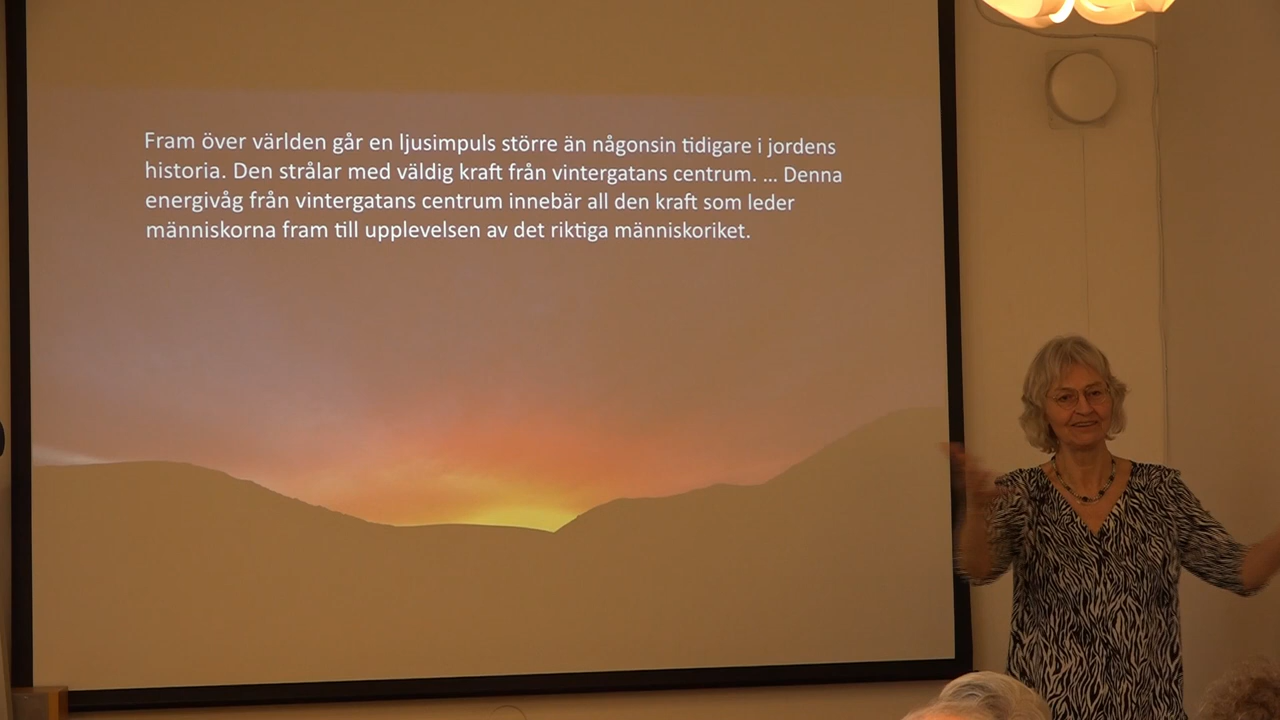 Fram över världen går en ljusimpuls större än någonsin tidigare i jordens
historia. Den strålar med väldig kraft från vintergatans centrum. ... Denna
energivåg från vintergatans centrum innebär all den kraft som leder
människorna fram till upplevelsen av det riktiga människoriket.